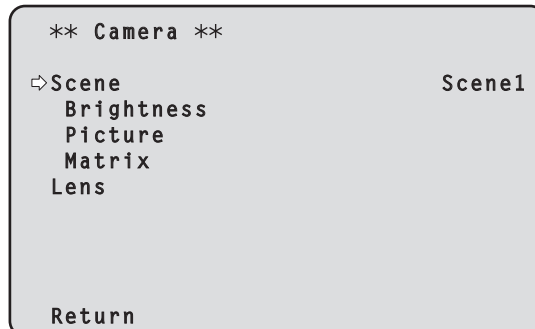 ** Camera **
⇨Scene Scene1
Brightness
Picture
Matrix
Lens
Return